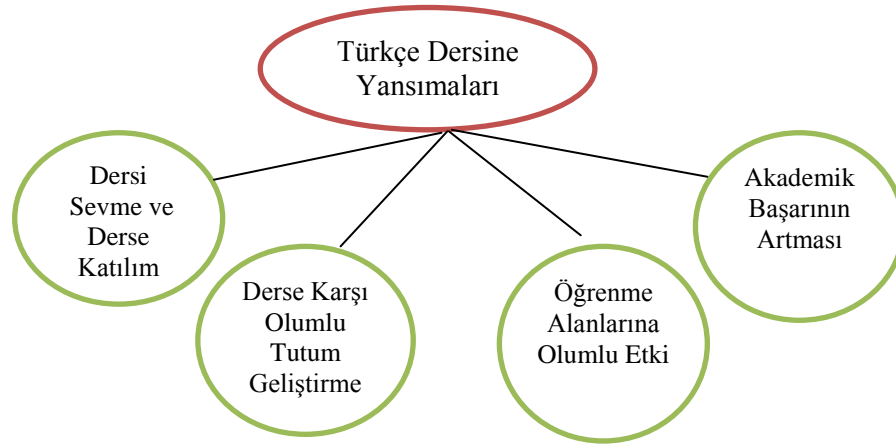 Türkçe Dersine
Yansımaları
Dersi
Sevme ve
Derse
Katılım
Derse Karşı
Olumlu
Tutum
Geliştirme
Öğrenme
Alanlarına
Olumlu Etki
Akademik
Başarının
Artması